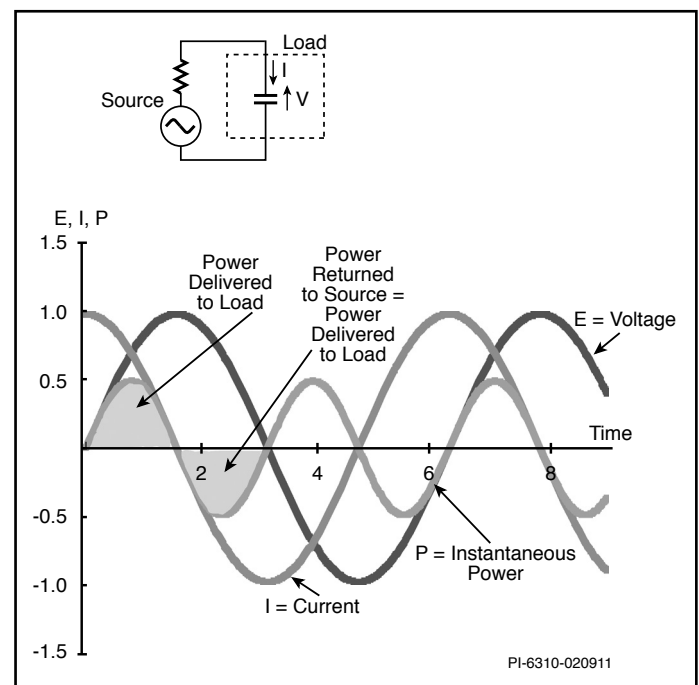 Load
I
V
Source
E, I, P
1.5
1.0
0.5
-0.5
-1.0
-1.5
Power
Delivered
to Load
Power
Returned
to Source =
Power
Delivered
to Load
E = Voltage
Time
2
4
6
8
P = Instantaneous
Power
I = Current
PI-6310-020911